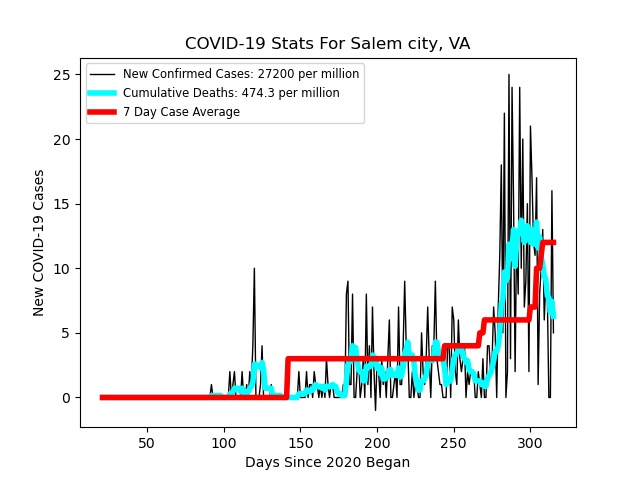 COVID-19 Stats For Salem city, VA
New Confirmed Cases: 27200 per million
Cumulative Deaths: 474.3 per million
7 Day Case Average
New COVID-19 Cases
25
20
15
10
5
0
50 100 150 200 250 300
Days Since 2020 Began